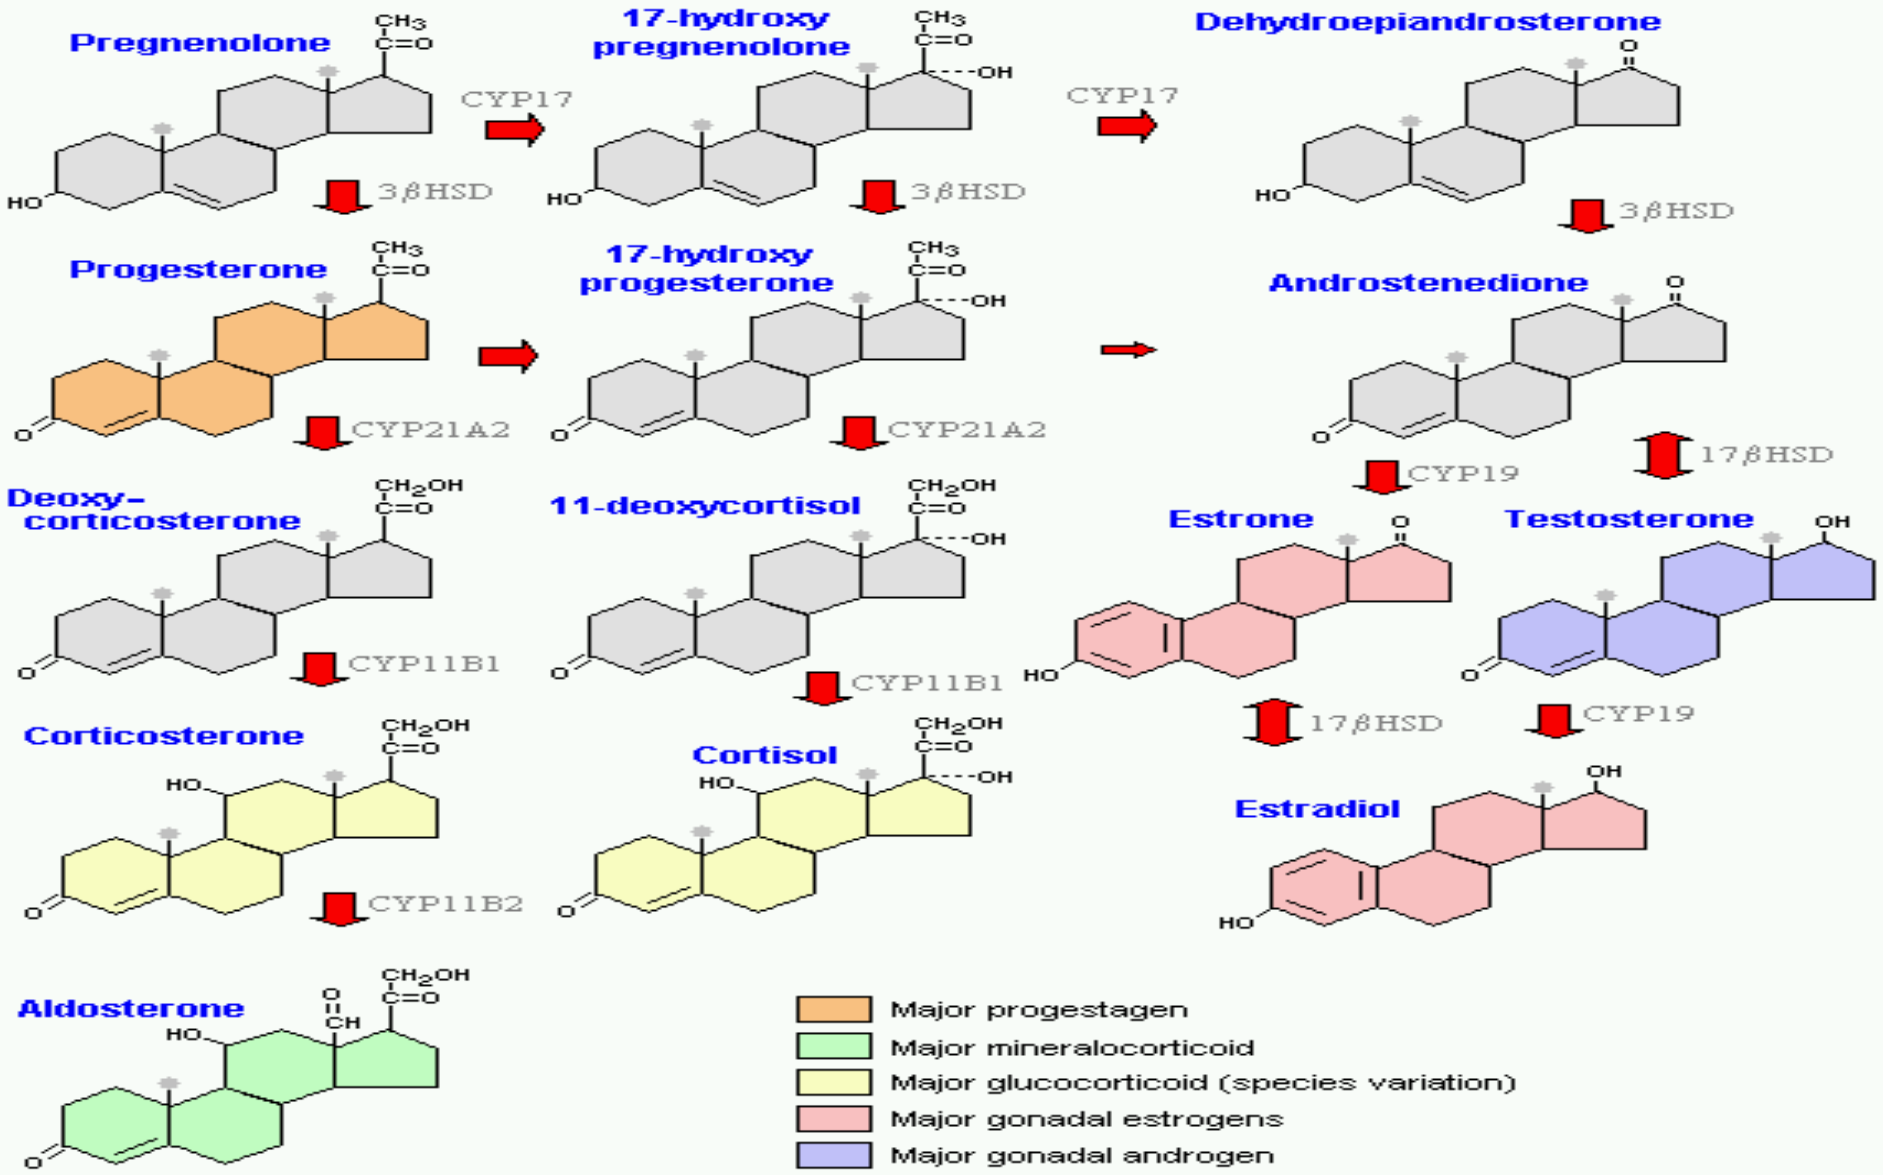 Pregnenolone
CH3
C=O
HO
CYP17
3βHSD
17-hydroxy
pregnenolone
CH3
C=O
OH
HO
CYP17
3βHSD
Dehydroepiandrosterone
O
HO
3βHSD
Progesterone
CH3
C=O
O
CYP21A2
17-hydroxy
progesterone
CH3
C=O
OH
O
CYP21A2
Androstenedione
O
O
CYP19
17βHSD
Deoxy-
corticosterone
CH2OH
C=O
O
CYP11B1
11-deoxycortisol
CH2OH
C=O
OH
O
CYP11B1
Estrone
O
HO
17βHSD
Testosterone
OH
O
CYP19
Corticosterone
CH2OH
C=O
HO
O
CYP11B2
Cortisol
CH2OH
C=O
OH
HO
O
Estradiol
OH
HO
Aldosterone
CH2OH
C=O
O
CH
HO
O
Major progestagen
Major mineralocorticoid
Major glucocorticoid (species variation)
Major gonadal estrogens
Major gonadal androgen